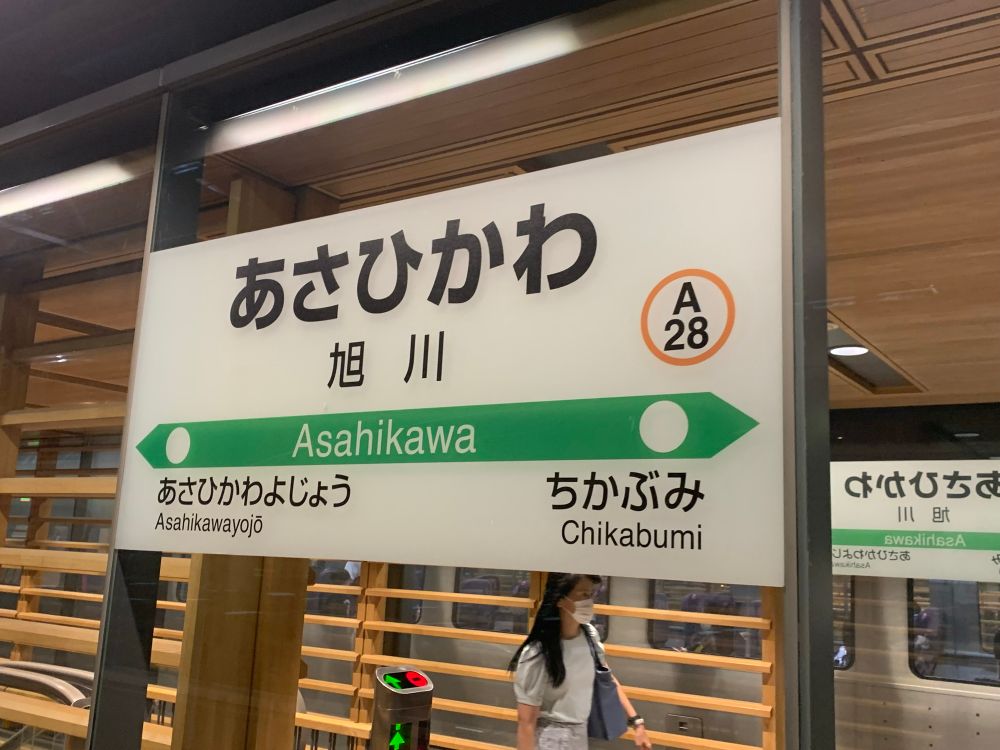 あさひかわ
旭川
A
28
Asahikawa
あさひかわよじょう
Asahikawayojō
ちかぶみ
Chikabumi
あさひかわ
旭川
Asahikawa